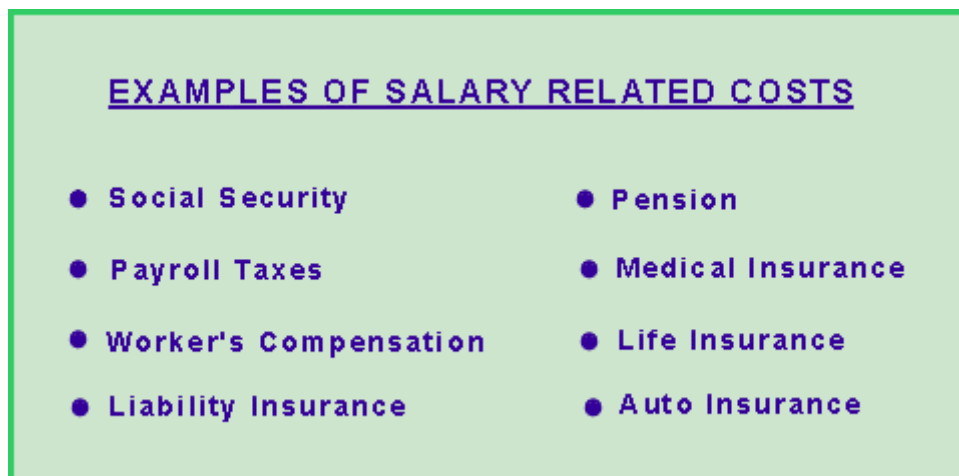 EXAMPLES OF SALARY RELATED COSTS
Social Security
Pension
Payroll Taxes
Medical Insurance
Worker's Compensation
Life Insurance
Liability Insurance
Auto Insurance